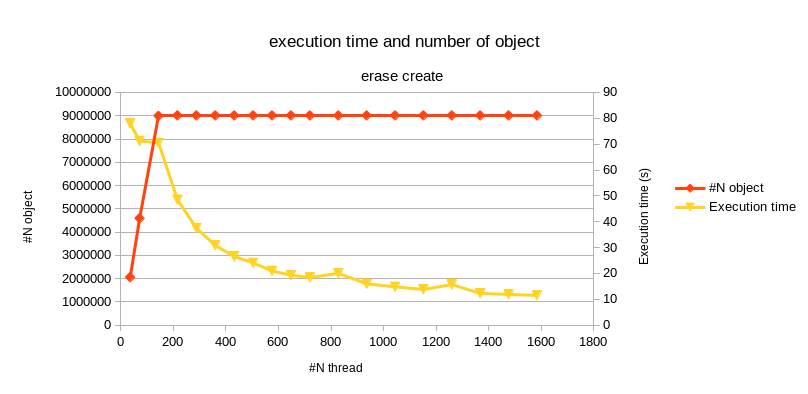 execution time and number of object
erase create
10000000
9000000
8000000
7000000
6000000
5000000
4000000
3000000
2000000
1000000
0
#N object
90
80
70
60
50
40
30
20
10
0
Execution time (s)
0 200 400 600 800 1000 1200 1400 1600 1800
#N thread
#N object
Execution time